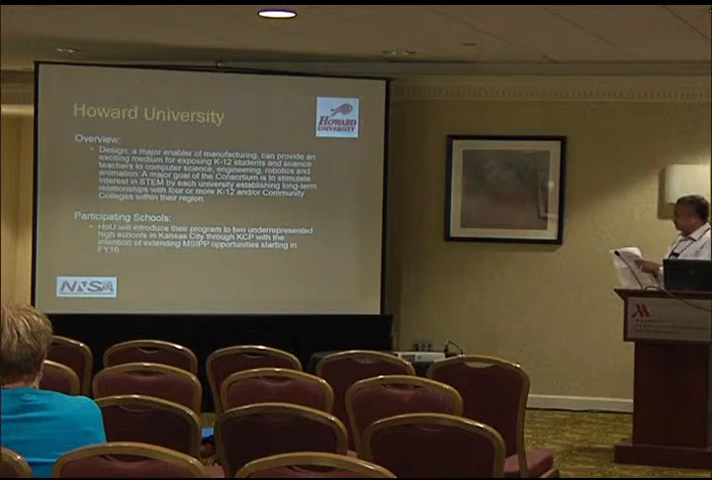 Howard University
HOWARD
UNIVERSITY
Overview:
• Design, a major enabler of manufacturing, can provide an
exciting medium for exposing K-12 students and science
teachers to computer science, engineering, robotics and
animation. A major goal of the Consortium is to stimulate
interest in STEM by each university establishing long-term
relationships with four or more K-12 and/or Community
Colleges within their region.
Participating Schools:
• HoU will introduce their program to two underrepresented
high schools in Kansas City through KCP with the
intention of extending MSIPP opportunities starting in
FY16.
NNSA